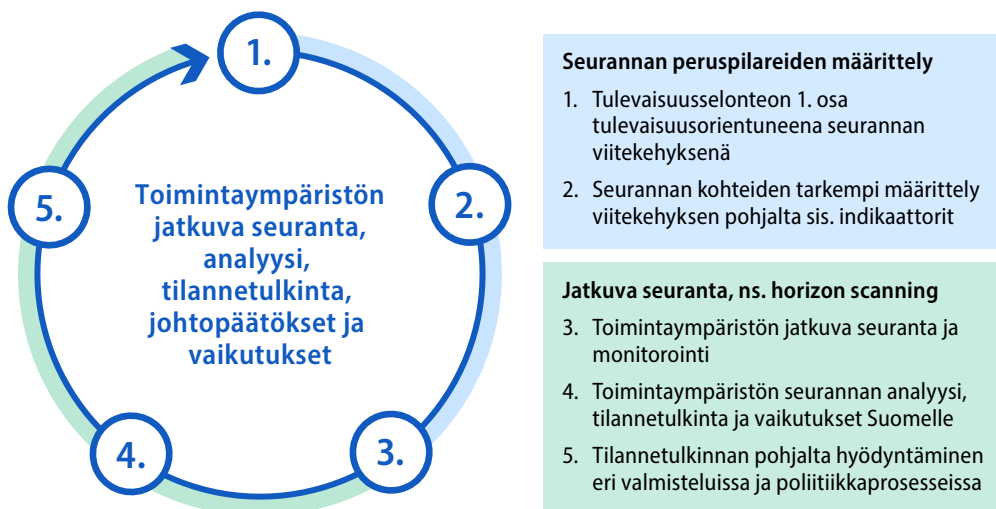 1.
2.
3.
4.
5.
Toimintaympäristön
jatkuva seuranta,
analyysi,
tilannetulkinta,
johtopäätökset ja
vaikutukset
Seurannan peruspilareiden määrittely
1. Tulevaisuusselonteon 1. osa
tulevaisuusorientuneena seurannan
viitekehyksenä
2. Seurannan kohteiden tarkempi määrittely
viitekehyksen pohjalta sis. indikaattorit
Jatkuva seuranta, ns. horizon scanning
3. Toimintaympäristön jatkuva seuranta ja
monitorointi
4. Toimintaympäristön seurannan analyysi,
tilannetulkinta ja vaikutukset Suomelle
5. Tilannetulkinnan pohjalta hyödyntäminen
eri valmisteluissa ja poliitiikkaprosesseissa